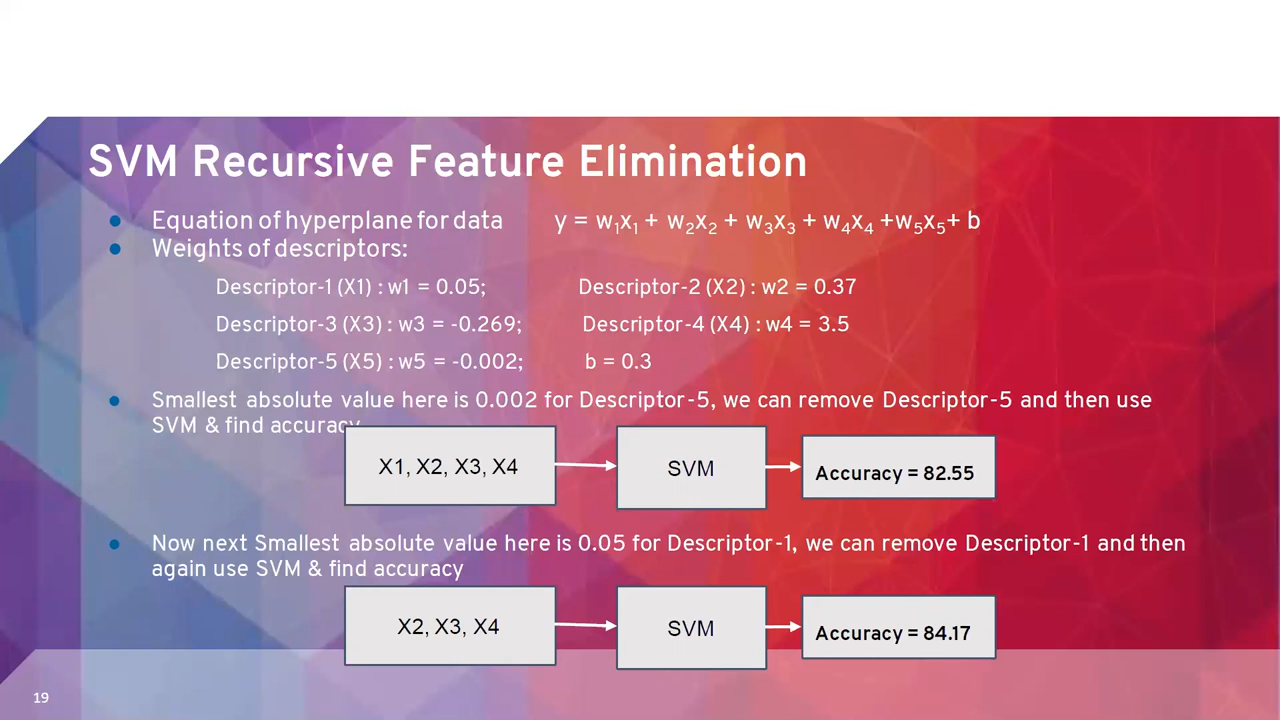 SVM Recursive Feature Elimination
● Equation of hyperplane for data y = w₁x₁ + w₂x₂ + w₃x₃ + w₄x₄ +w₅x₅+ b
● Weights of descriptors:
Descriptor-1 (X1) : w1 = 0.05; Descriptor-2 (X2) : w2 = 0.37
Descriptor-3 (X3) : w3 = -0.269; Descriptor-4 (X4) : w4 = 3.5
Descriptor-5 (X5) : w5 = -0.002; b = 0.3
● Smallest absolute value here is 0.002 for Descriptor-5, we can remove Descriptor-5 and then use
SVM & find accuracy
X1, X2, X3, X4
SVM
Accuracy = 82.55
● Now next Smallest absolute value here is 0.05 for Descriptor-1, we can remove Descriptor-1 and then
again use SVM & find accuracy
X2, X3, X4
SVM
Accuracy = 84.17
19